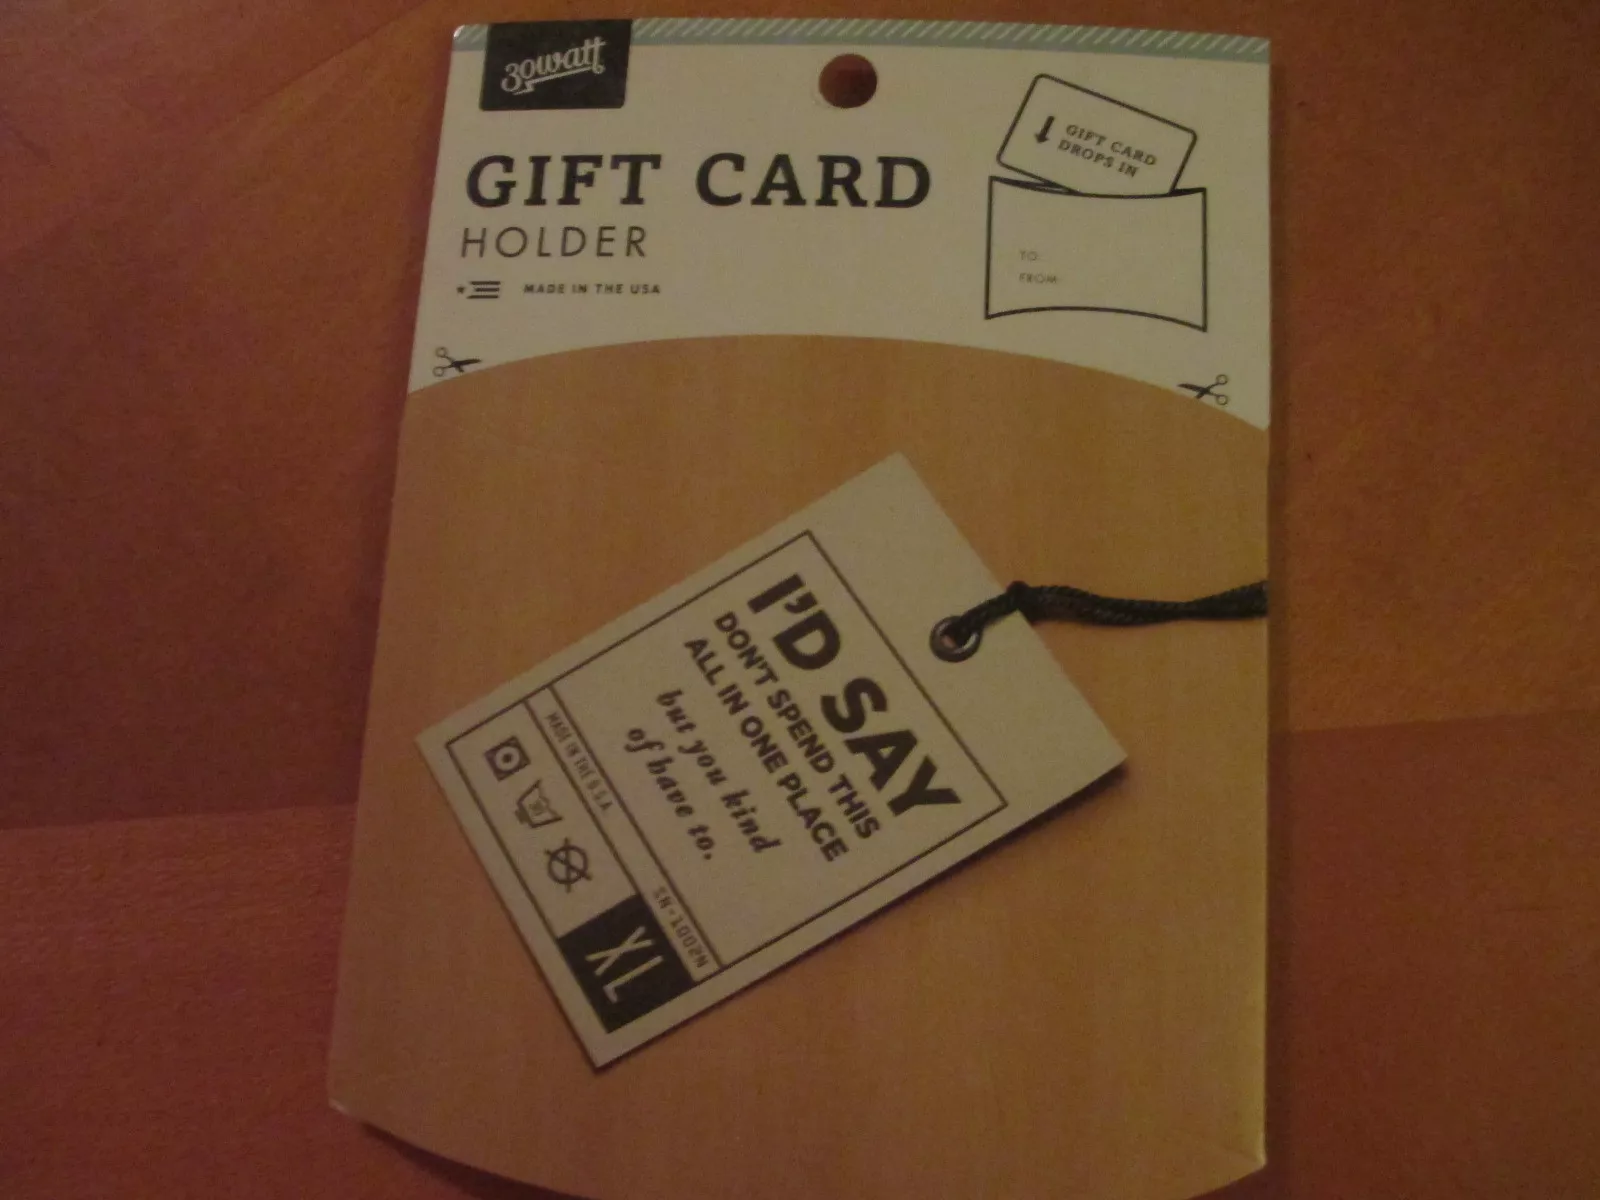 30watt
GIFT CARD
HOLDER
MADE IN THE USA
GIFT CARD
DROPS IN
TO:
FROM:
I'D SAY
DON'T SPEND THIS
ALL IN ONE PLACE
but you kind
of have to.
MADE IN THE USA
XL